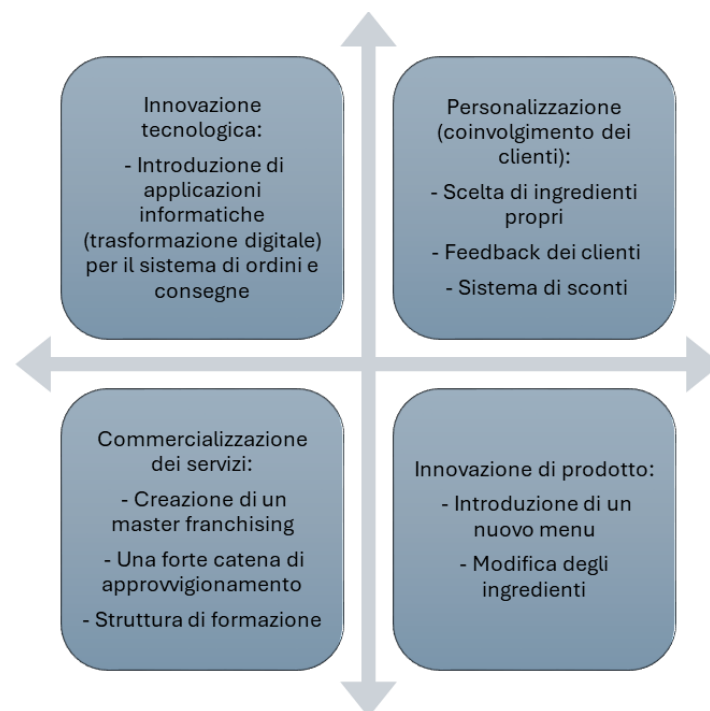 Innovazione
tecnologica:
- Introduzione di
applicazioni
informatiche
(trasformazione digitale)
per il sistema di ordini e
consegne
Personalizzazione
(coinvolgimento dei
clienti):
- Scelta di ingredienti
propri
- Feedback dei clienti
- Sistema di sconti
Commercializzazione
dei servizi:
- Creazione di un
master franchising
- Una forte catena di
approvvigionamento
- Struttura di formazione
Innovazione di prodotto:
- Introduzione di un
nuovo menu
- Modifica degli
ingredienti